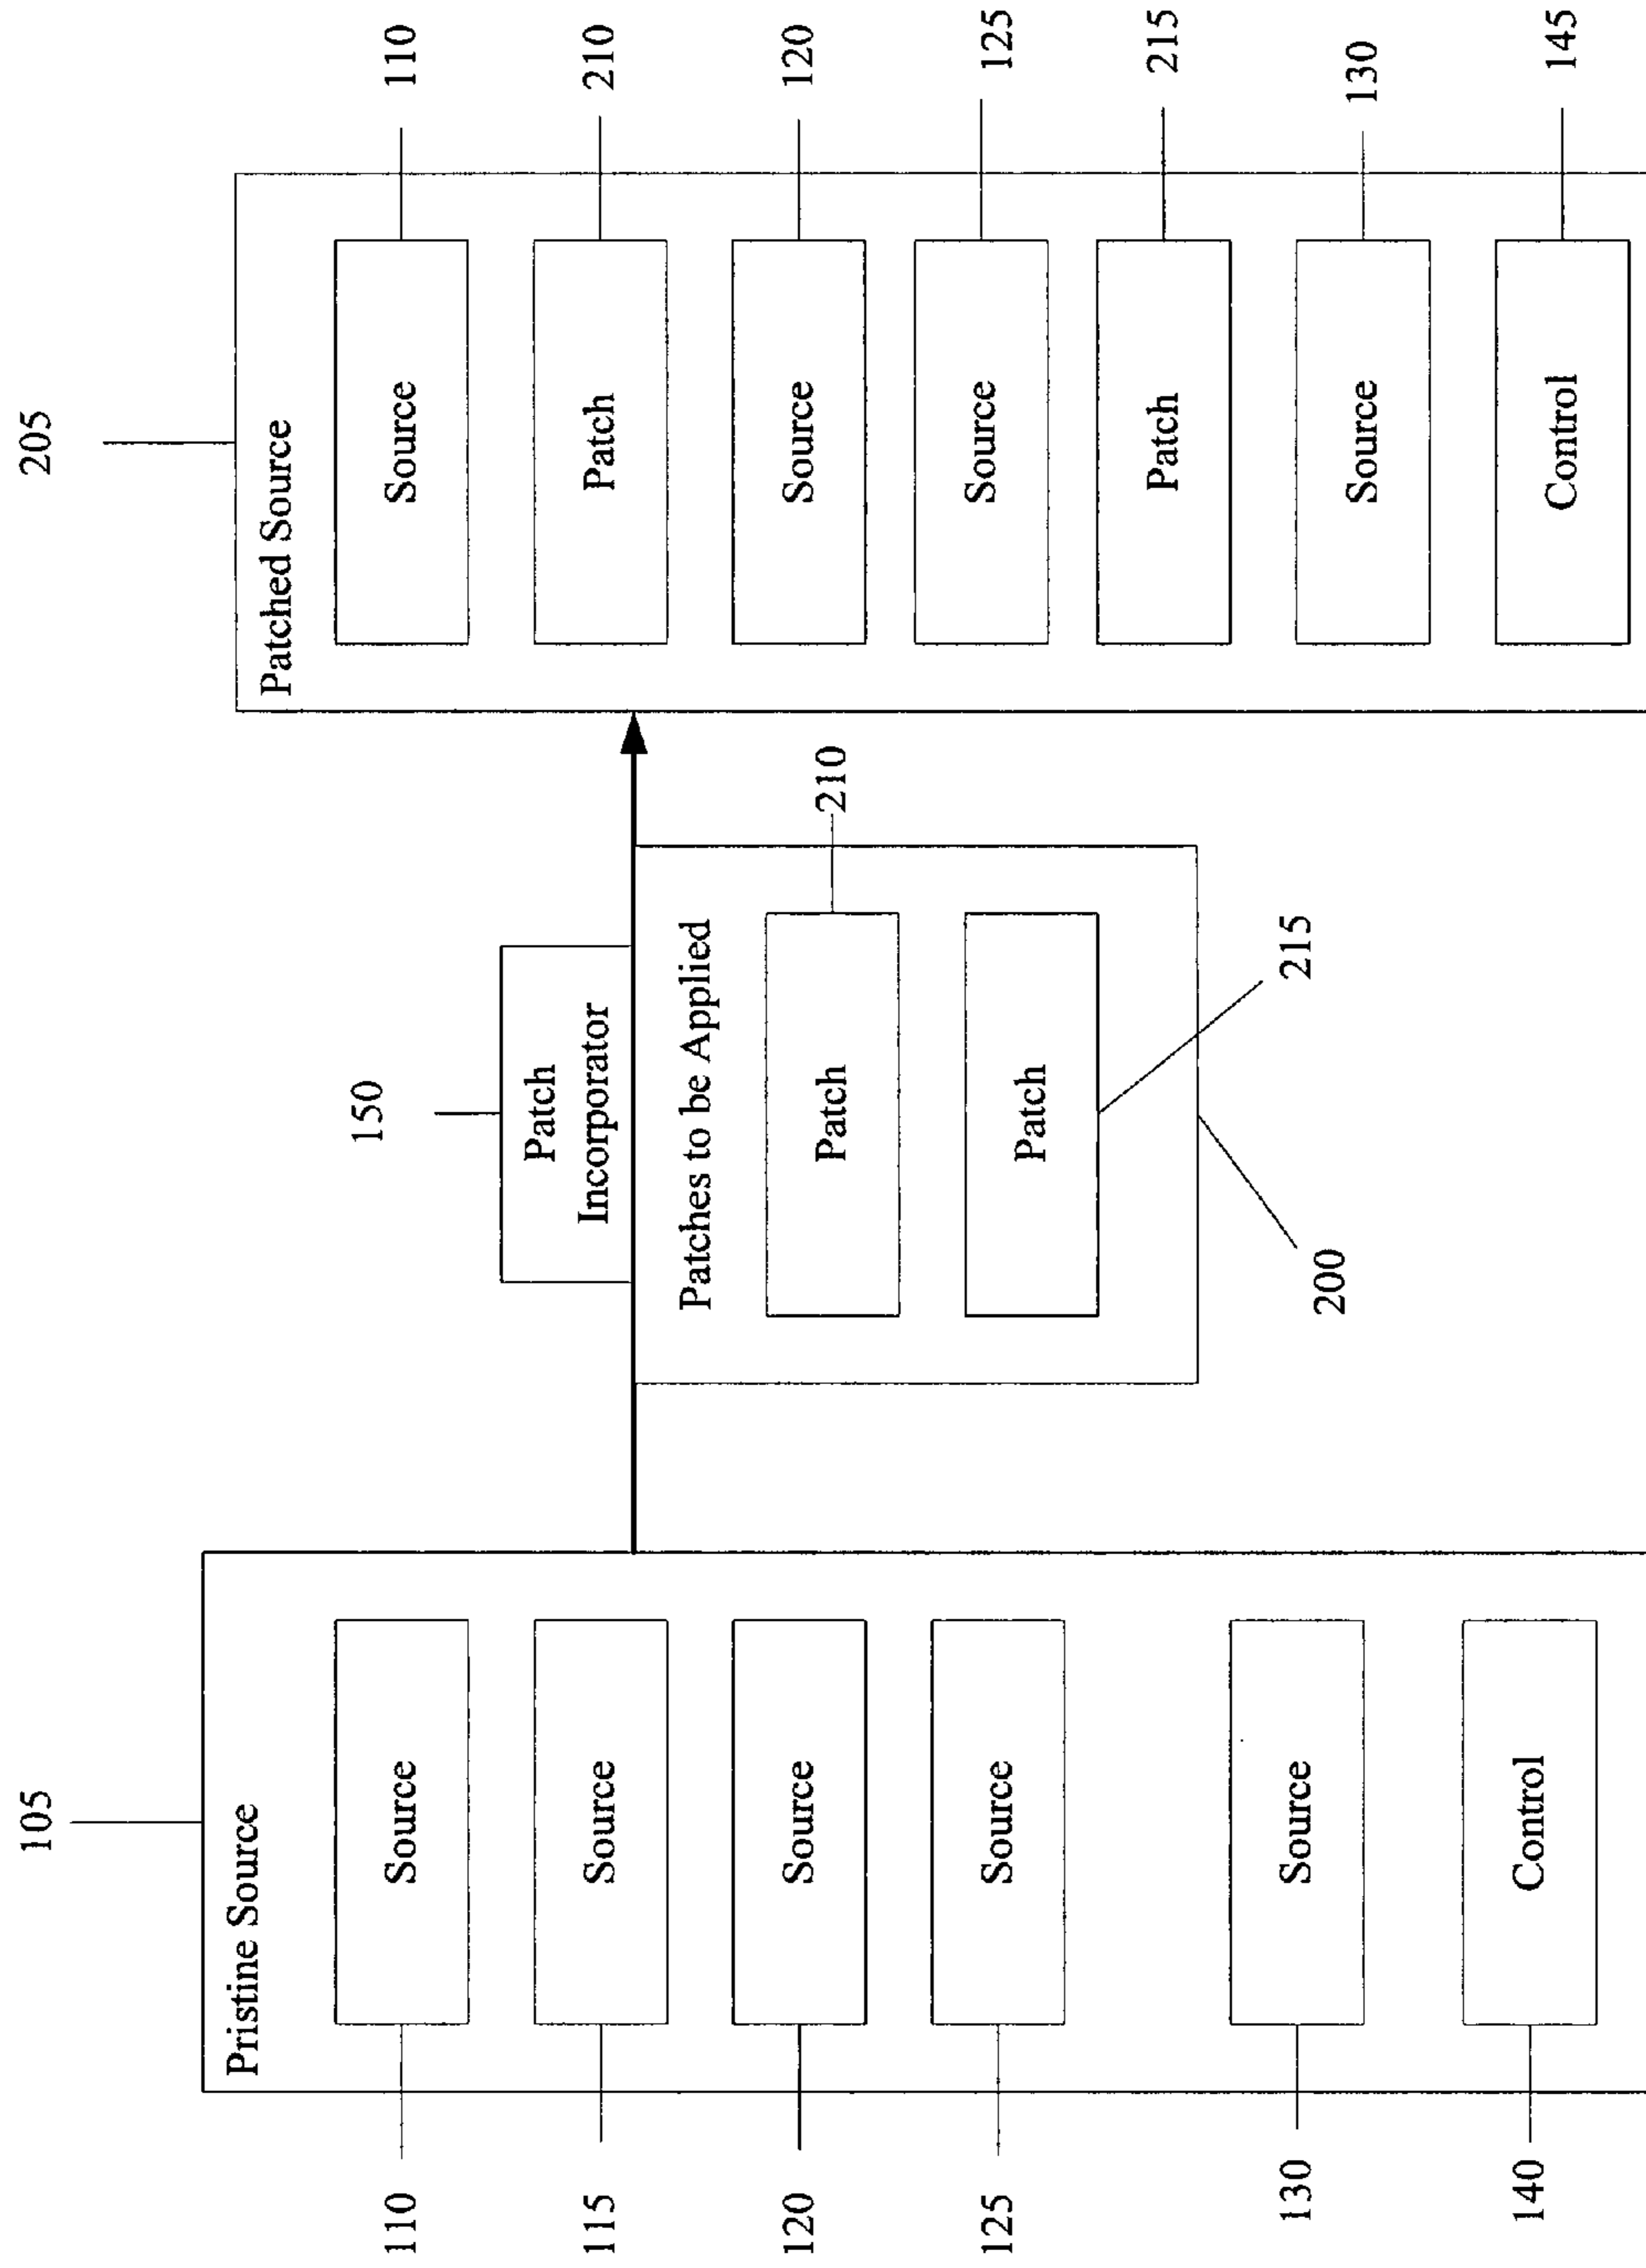 105
Pristine Source
110
Source
115
Source
120
Source
125
Source
130
Source
140
Control
150
Patch
Incorporator
Patches to be Applied
Patch
210
Patch
215
200
205
Patched Source
Source
110
Patch
210
Source
120
Source
125
Patch
215
Source
130
Control
145